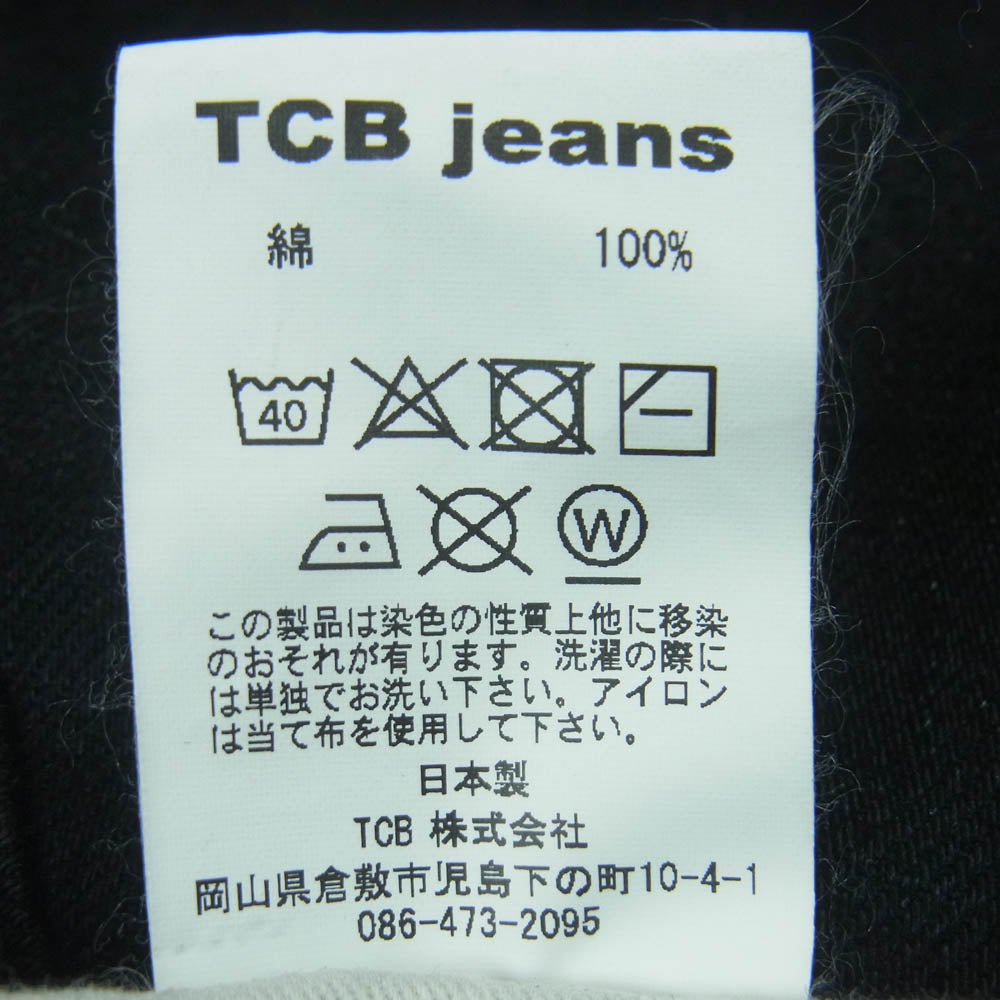 TCB jeans
綿 100%
40
W
この製品は染色の性質上他に移染
のおそれが有ります。洗濯の際に
は単独でお洗い下さい。アイロン
は当て布を使用して下さい。
日本製
TCB 株式会社
岡山県倉敷市児島下の町10-4-1
086-473-2095